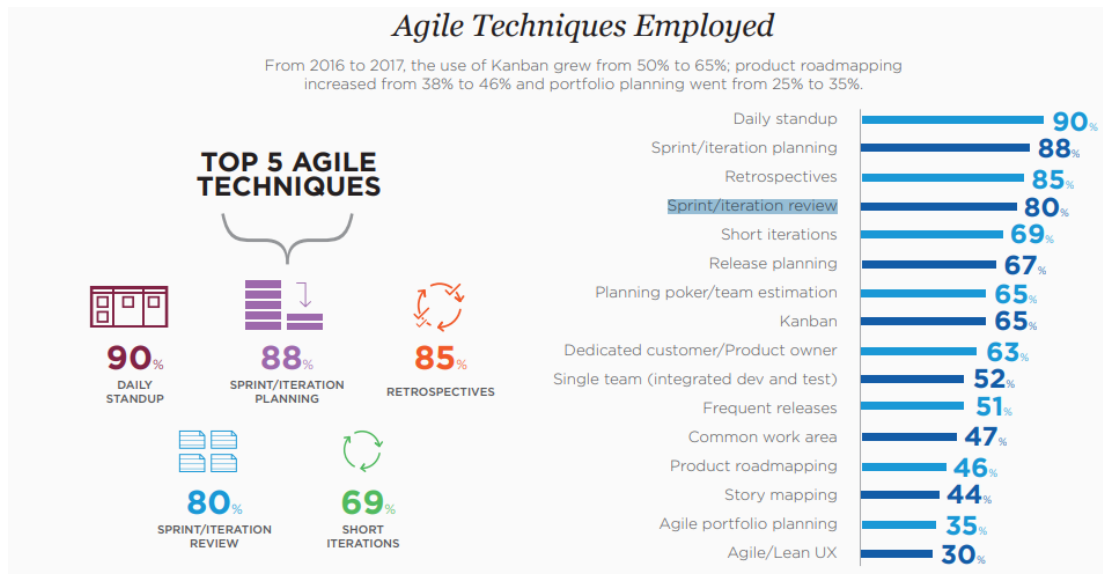 Agile Techniques Employed
From 2016 to 2017, the use of Kanban grew from 50% to 65%; product roadmapping
increased from 38% to 46% and portfolio planning went from 25% to 35%.
TOP 5 AGILE
TECHNIQUES
90%
DAILY
STANDUP
88%
SPRINT/ITERATION
PLANNING
85%
RETROSPECTIVES
80%
SPRINT/ITERATION
REVIEW
69%
SHORT
ITERATIONS
Daily standup 90%
Sprint/iteration planning 88%
Retrospectives 85%
Sprint/iteration review 80%
Short iterations 69%
Release planning 67%
Planning poker/team estimation 65%
Kanban 65%
Dedicated customer/Product owner 63%
Single team (integrated dev and test) 52%
Frequent releases 51%
Common work area 47%
Product roadmapping 46%
Story mapping 44%
Agile portfolio planning 35%
Agile/Lean UX 30%